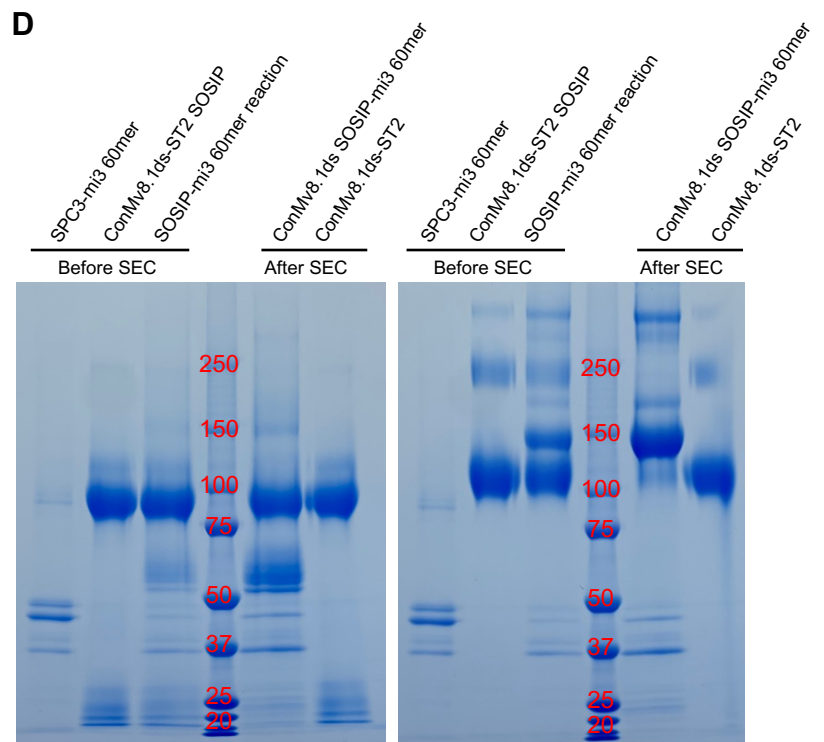 D
SPC3-mi3 60mer
ConMv8.1ds-ST2 SOSIP
SOSIP-mi3 60mer reaction
ConMv8.1ds SOSIP-mi3 60mer
ConMv8.1ds-ST2
SPC3-mi3 60mer
ConMv8.1ds-ST2 SOSIP
SOSIP-mi3 60mer reaction
ConMv8.1ds SOSIP-mi3 60mer
ConMv8.1ds-ST2
Before SEC
After SEC
Before SEC
After SEC
250
150
100
75
50
37
25
20
250
150
100
75
50
37
25
20